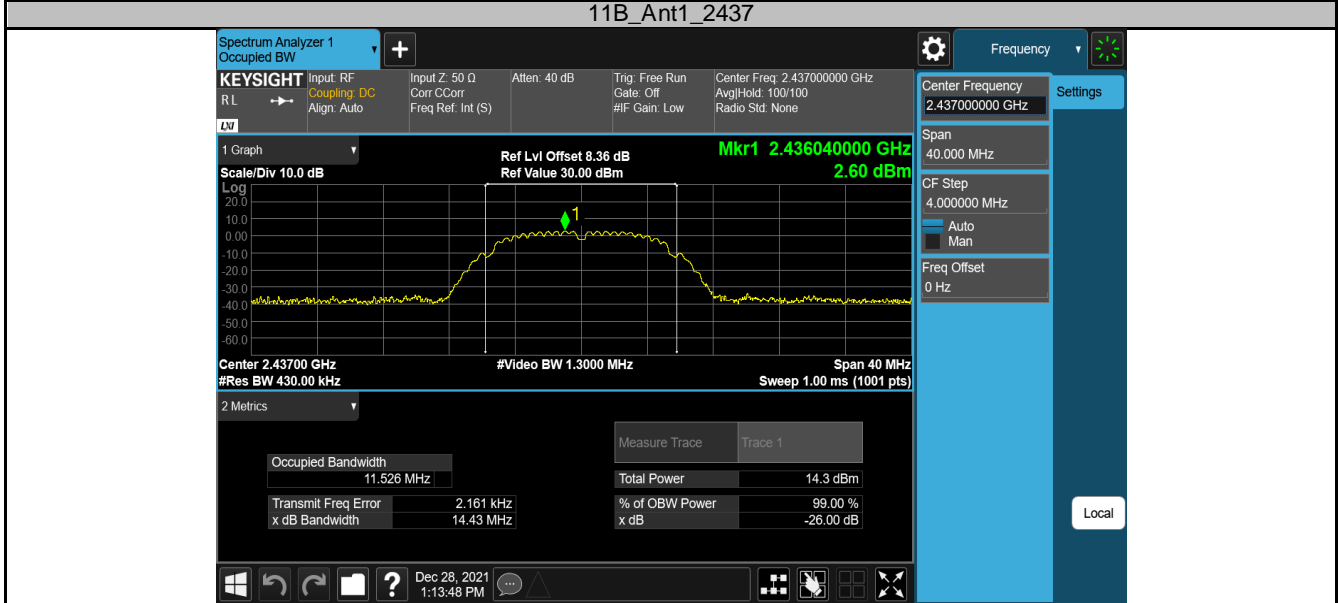 11B_Ant1_2437
Spectrum Analyzer 1
Occupied BW
+
Frequency
KEYSIGHT
R L
LXI
Input: RF
Coupling: DC
Align: Auto
Input Z: 50 Ω
Corr CCorr
Freq Ref: Int (S)
Atten: 40 dB
Trig: Free Run
Gate: Off
#IF Gain: Low
Center Freq: 2.437000000 GHz
Avg|Hold: 100/100
Radio Std: None
Center Frequency
2.437000000 GHz
Settings
Span
40.000 MHz
CF Step
4.000000 MHz
Auto
Man
Freq Offset
0 Hz
1 Graph
Scale/Div 10.0 dB
Ref Lvl Offset 8.36 dB
Ref Value 30.00 dBm
Mkr1 2.436040000 GHz
2.60 dBm
Log
20.0
10.0
0.00
-10.0
-20.0
-30.0
-40.0
-50.0
-60.0
1
Center 2.43700 GHz
#Res BW 430.00 kHz
#Video BW 1.3000 MHz
Span 40 MHz
Sweep 1.00 ms (1001 pts)
2 Metrics
Measure Trace Trace 1
Occupied Bandwidth
11.526 MHz
Total Power 14.3 dBm
Transmit Freq Error 2.161 kHz
% of OBW Power 99.00 %
x dB Bandwidth 14.43 MHz
x dB -26.00 dB
Local
?
Dec 28, 2021
1:13:48 PM